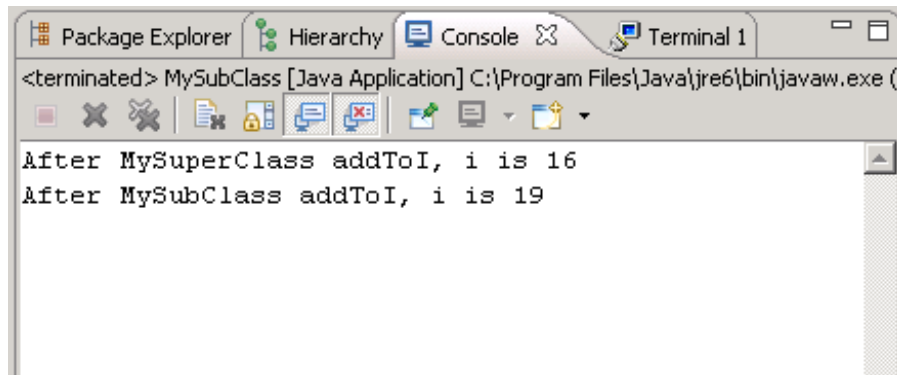 Package Explorer Hierarchy Console Terminal 1
<terminated> MySubClass [Java Application] C:\Program Files\Java\jre6\bin\javaw.exe (
After MySuperClass addToI, i is 16
After MySubClass addToI, i is 19